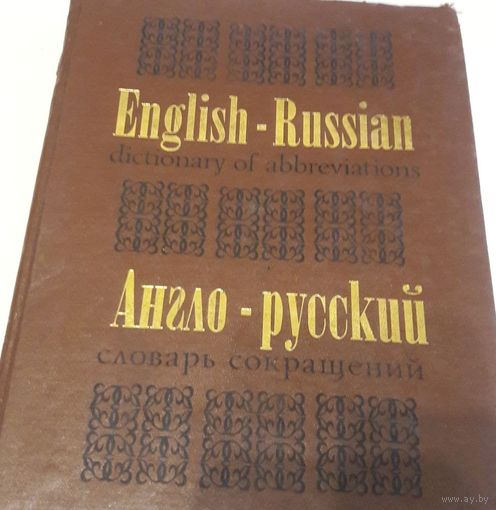 English - Russian
dictionary of abbreviations
Англо - русский
словарь сокращений
www.ay.by